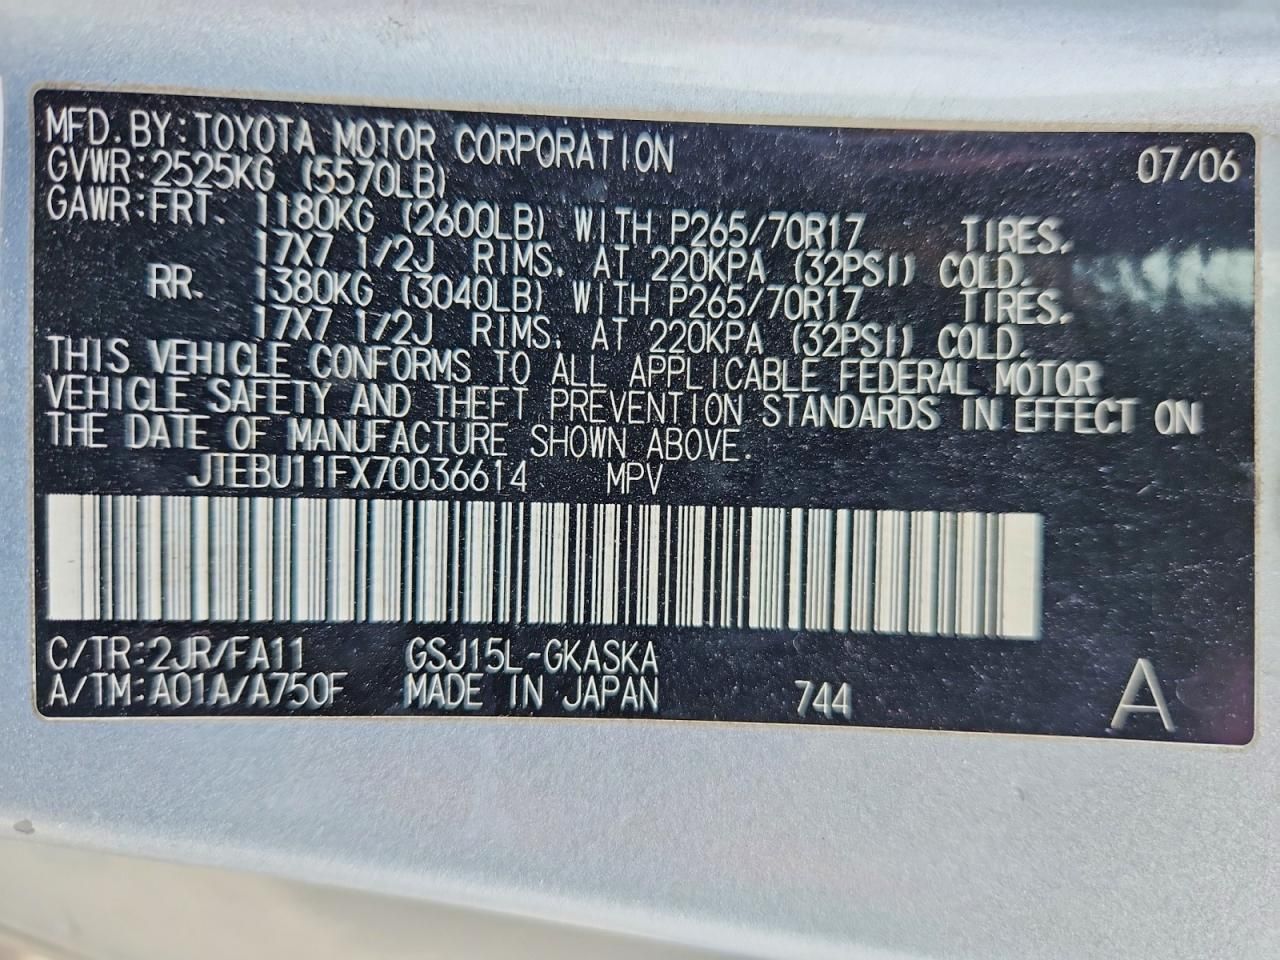 MFD. BY: TOYOTA MOTOR CORPORATION 07/06
GVWR: 2525KG (5570LB)
GAWR: FRT. 1180KG (2600LB) WITH P265/70R17 TIRES,
17X7 1/2J RIMS, AT 220KPA (32PSI) COLD.
RR. 1380KG (3040LB) WITH P265/70R17 TIRES,
17X7 1/2J RIMS, AT 220KPA (32PSI) COLD.
THIS VEHICLE CONFORMS TO ALL APPLICABLE FEDERAL MOTOR
VEHICLE SAFETY AND THEFT PREVENTION STANDARDS IN EFFECT ON
THE DATE OF MANUFACTURE SHOWN ABOVE.
JTEBU11FX70036614 MPV
C/TR: 2JR/FA11 GSJ15L-GKASKA
A/TM: A01A/A750F MADE IN JAPAN 744 A